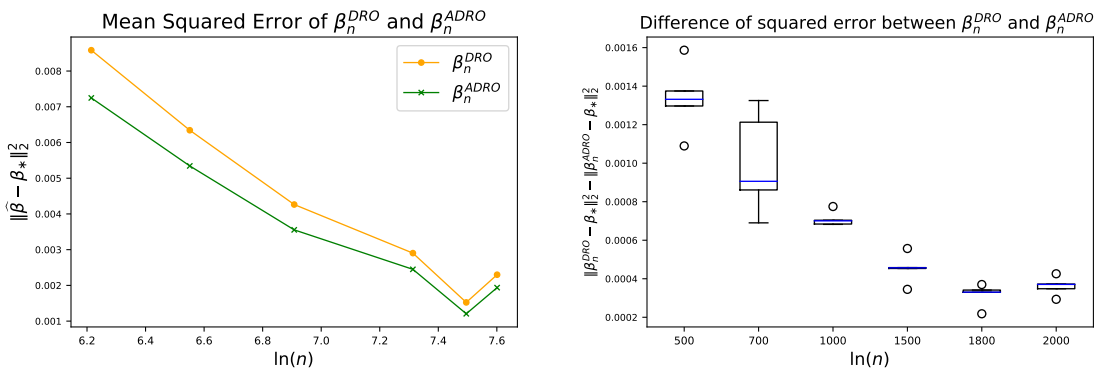 Mean Squared Error of β_n^{DRO} and β_n^{ADRO}
‖β̂ − β_*‖_2^2
0.008
0.007
0.006
0.005
0.004
0.003
0.002
0.001
β_n^{DRO}
β_n^{ADRO}
6.2 6.4 6.6 6.8 7.0 7.2 7.4 7.6
ln(n)
Difference of squared error between β_n^{DRO} and β_n^{ADRO}
‖β_n^{DRO} − β_*‖_2^2 − ‖β_n^{ADRO} − β_*‖_2^2
0.0016
0.0014
0.0012
0.0010
0.0008
0.0006
0.0004
0.0002
500 700 1000 1500 1800 2000
ln(n)